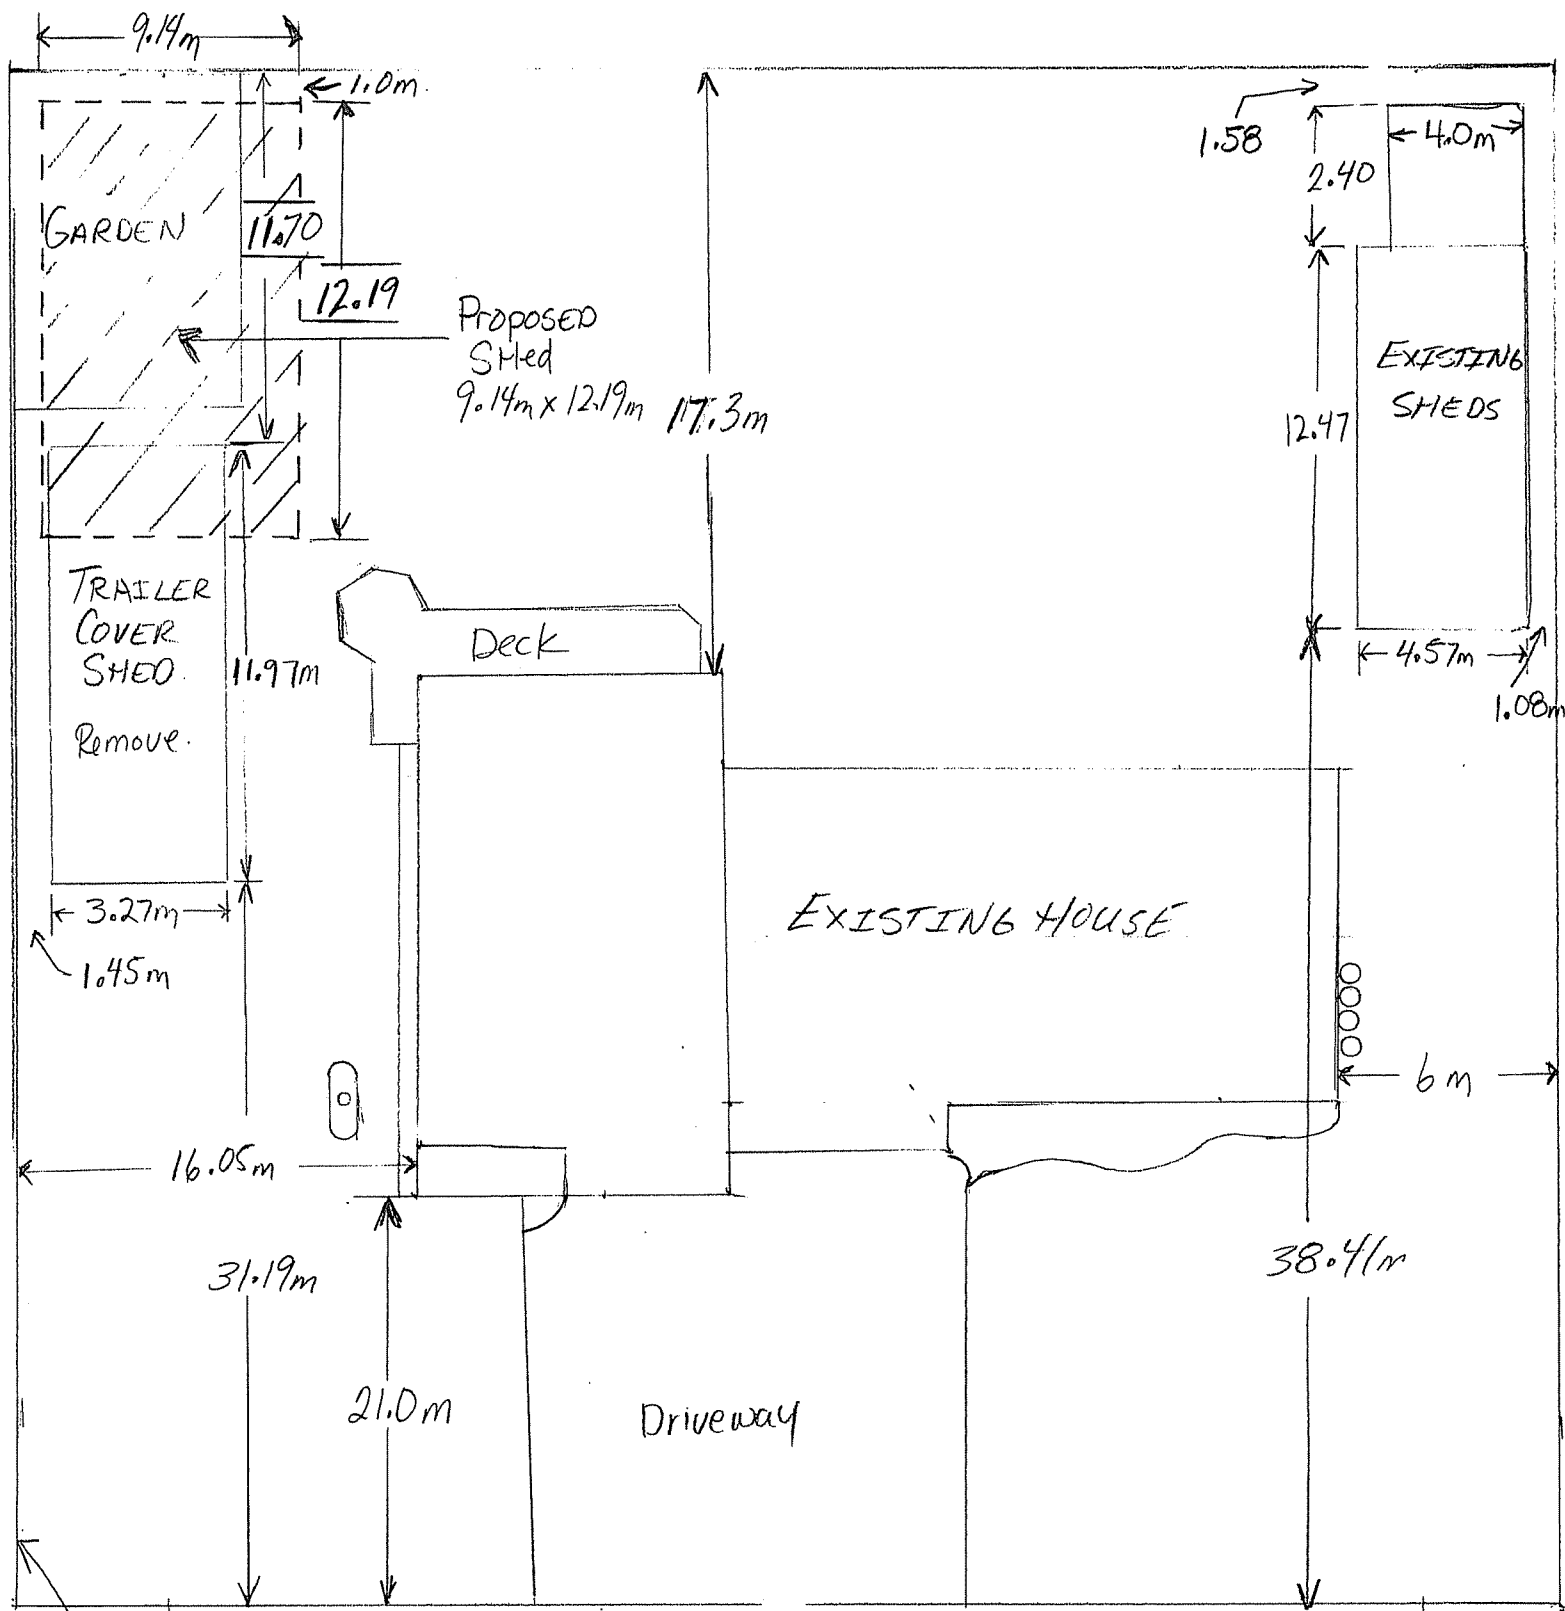 9.14m
1.0m.
1.58
4.0m
2.40
GARDEN
11.70
12.19
PROPOSED
SHed
9.14m x 12.19m
17.3m
EXISTING
SHEDS
12.47
TRAILER
COVER
SHED.
Remove.
11.97m
Deck
4.57m
1.08m
3.27m
1.45m
EXISTING HOUSE
6m
16.05m
31.19m
38.41m
21.0m
Driveway